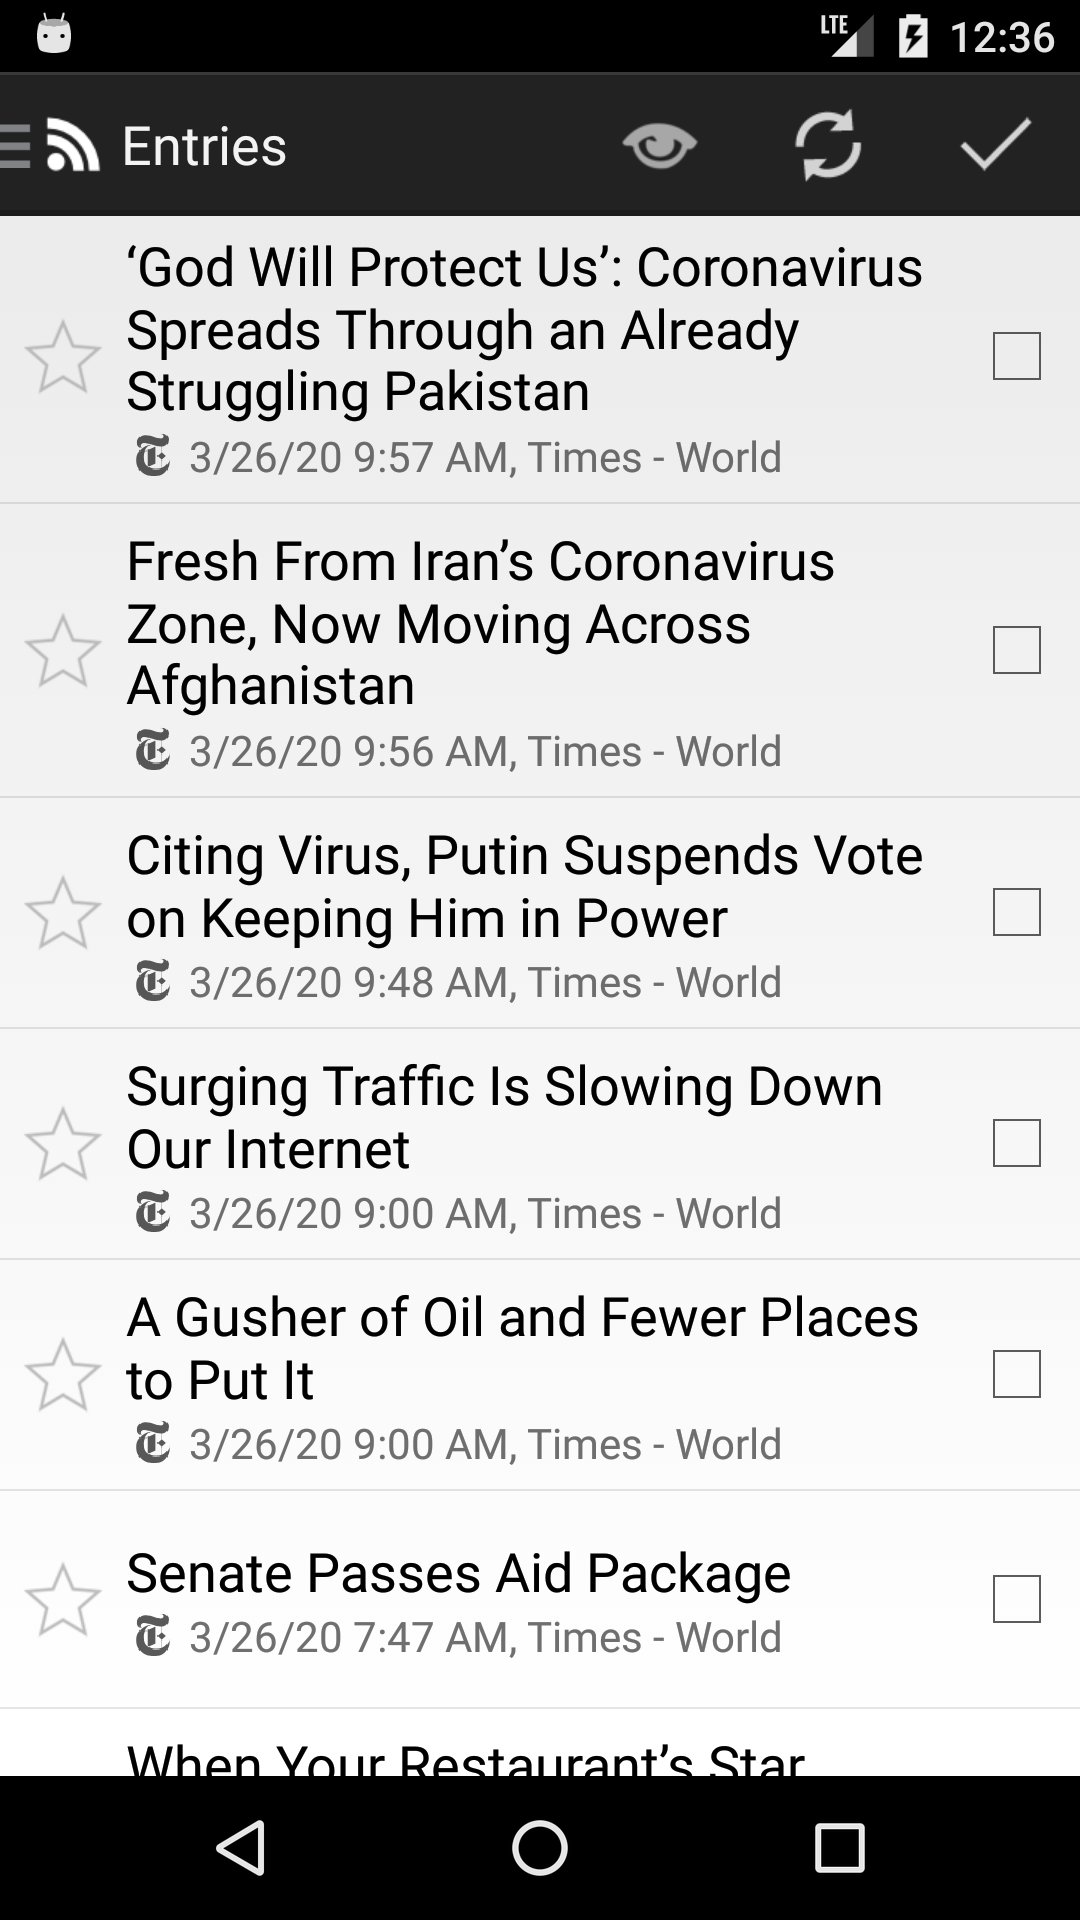 LTE 12:36
Entries
‘God Will Protect Us’: Coronavirus
Spreads Through an Already
Struggling Pakistan
3/26/20 9:57 AM, Times - World
Fresh From Iran’s Coronavirus
Zone, Now Moving Across
Afghanistan
3/26/20 9:56 AM, Times - World
Citing Virus, Putin Suspends Vote
on Keeping Him in Power
3/26/20 9:48 AM, Times - World
Surging Traffic Is Slowing Down
Our Internet
3/26/20 9:00 AM, Times - World
A Gusher of Oil and Fewer Places
to Put It
3/26/20 9:00 AM, Times - World
Senate Passes Aid Package
3/26/20 7:47 AM, Times - World
When Your Restaurant’s Star